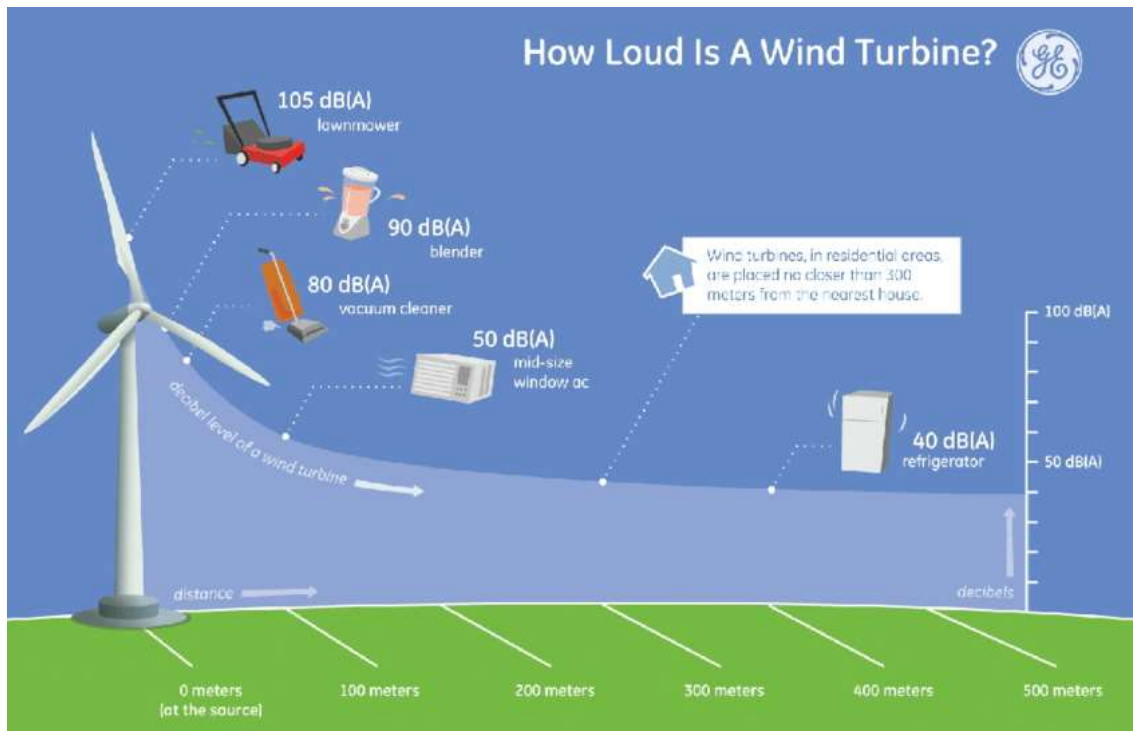 How Loud Is A Wind Turbine?
GE
105 dB(A)
lawnmower
90 dB(A)
blender
80 dB(A)
vacuum cleaner
50 dB(A)
mid-size
window ac
Wind turbines, in residential areas,
are placed no closer than 300
meters from the nearest house.
100 dB(A)
40 dB(A)
refrigerator
50 dB(A)
decibel level of a wind turbine
distance
decibels
0 meters
(at the source)
100 meters
200 meters
300 meters
400 meters
500 meters